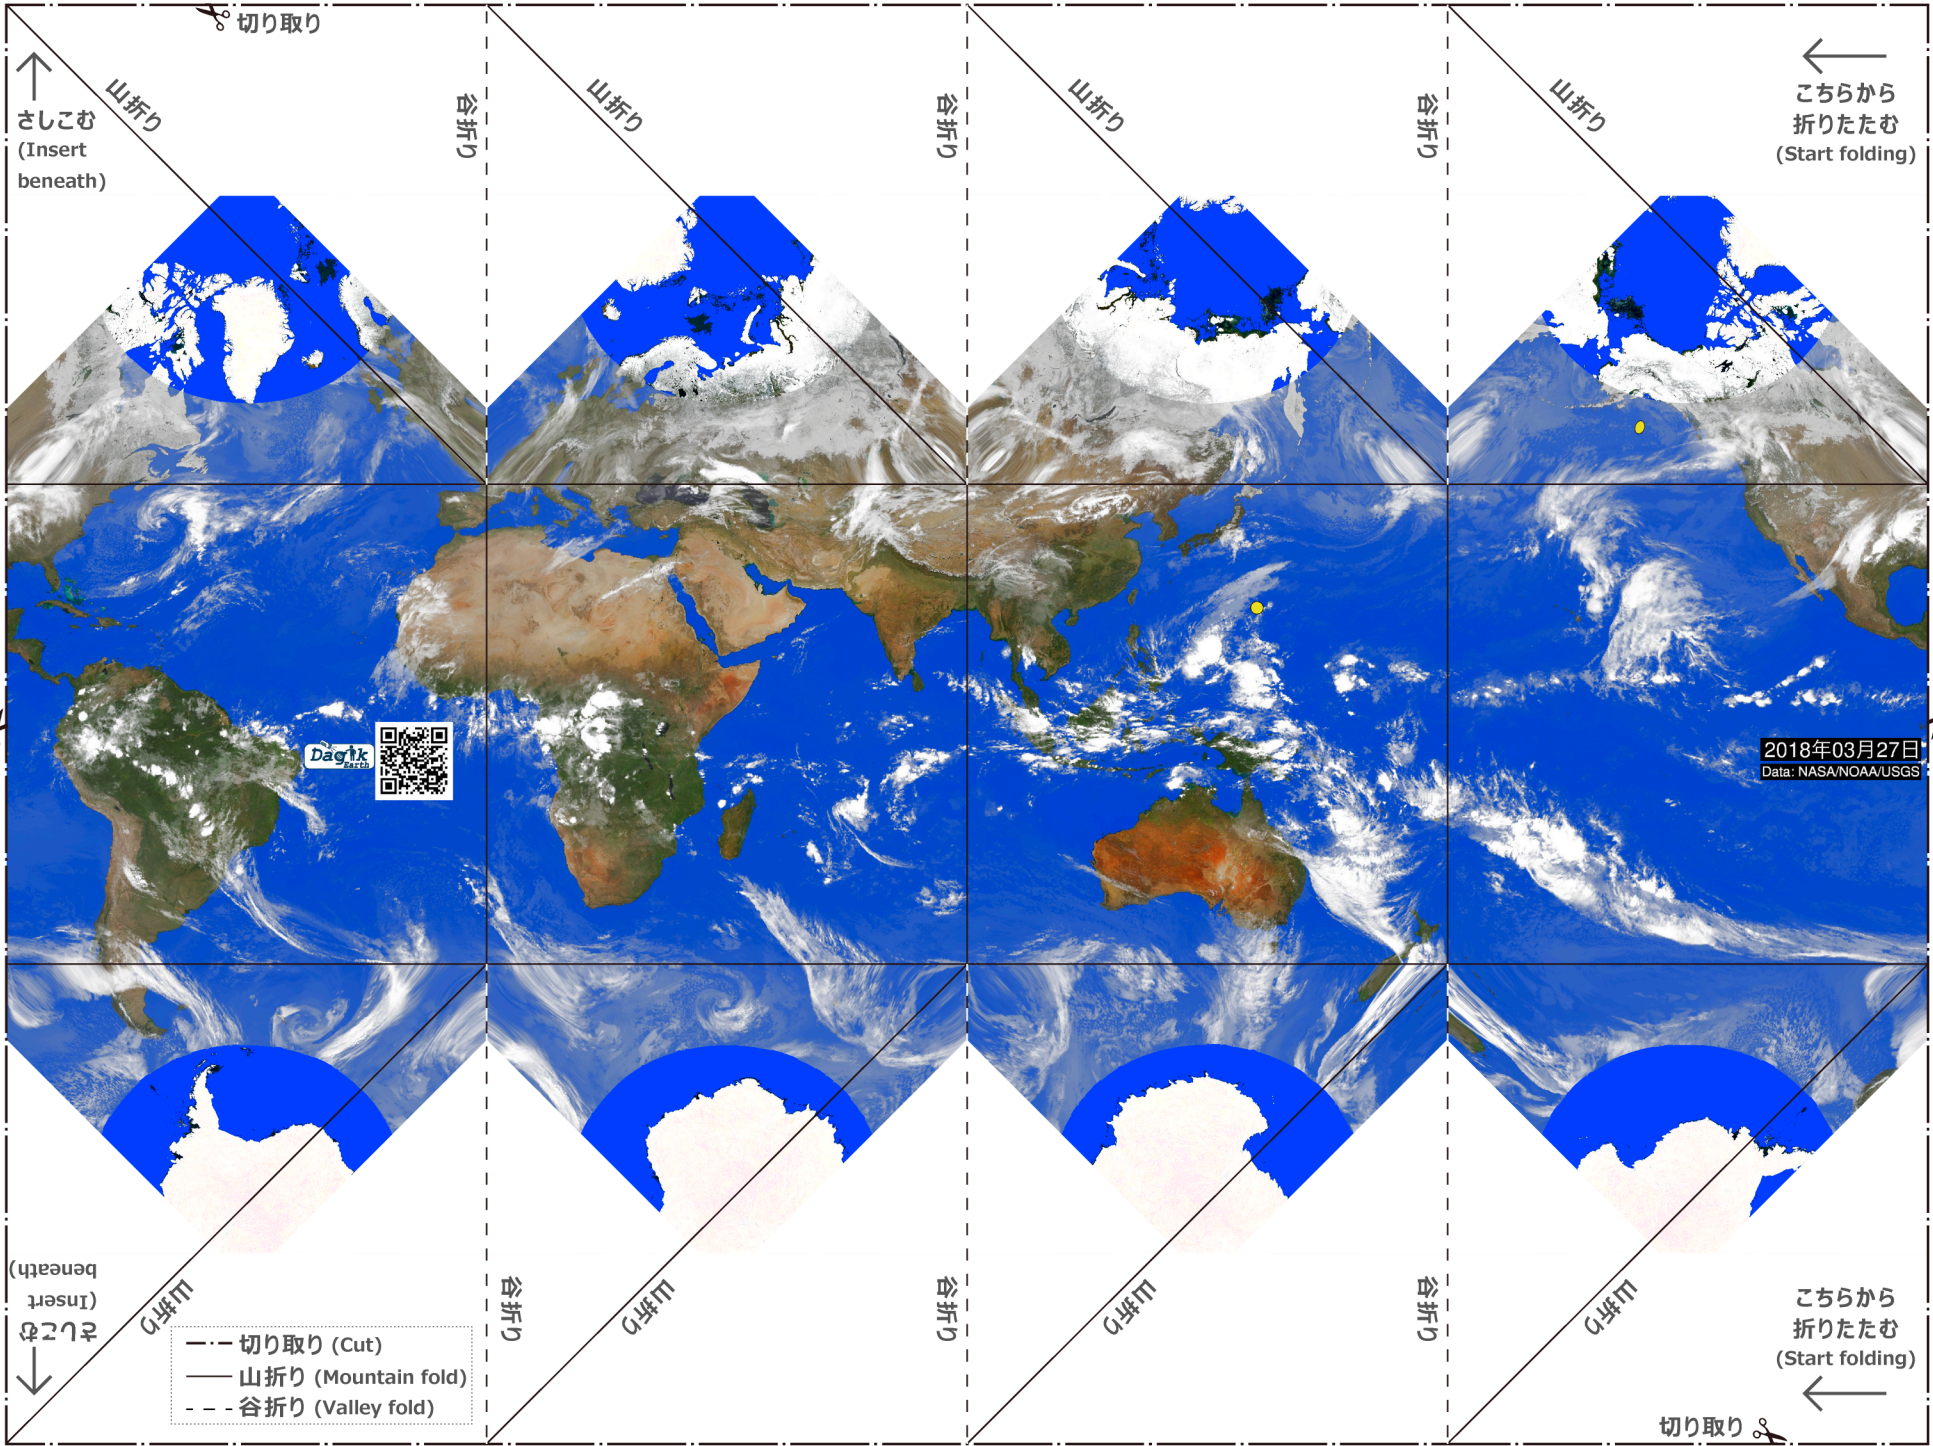 切り取り
さしこむ
(Insert
beneath)
山折り
谷折り
山折り
谷折り
山折り
谷折り
山折り
こちらから
折りたたむ
(Start folding)
Dagik
Earth
2018年03月27日
Data: NASA/NOAA/USGS
さしこむ
(Insert
beneath)
山折り
谷折り
山折り
谷折り
山折り
谷折り
山折り
こちらから
折りたたむ
(Start folding)
切り取り (Cut)
山折り (Mountain fold)
谷折り (Valley fold)
切り取り